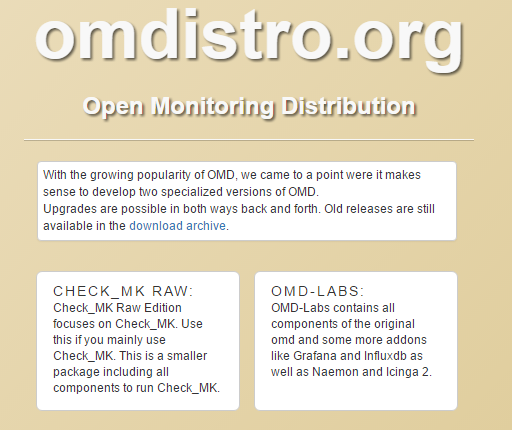 omdistro.org
Open Monitoring Distribution
With the growing popularity of OMD, we came to a point were it makes
sense to develop two specialized versions of OMD.
Upgrades are possible in both ways back and forth. Old releases are still
available in the download archive.
CHECK_MK RAW:
Check_MK Raw Edition
focuses on Check_MK. Use
this if you mainly use
Check_MK. This is a smaller
package including all
components to run Check_MK.
OMD-LABS:
OMD-Labs contains all
components of the original
omd and some more addons
like Grafana and Influxdb as
well as Naemon and Icinga 2.